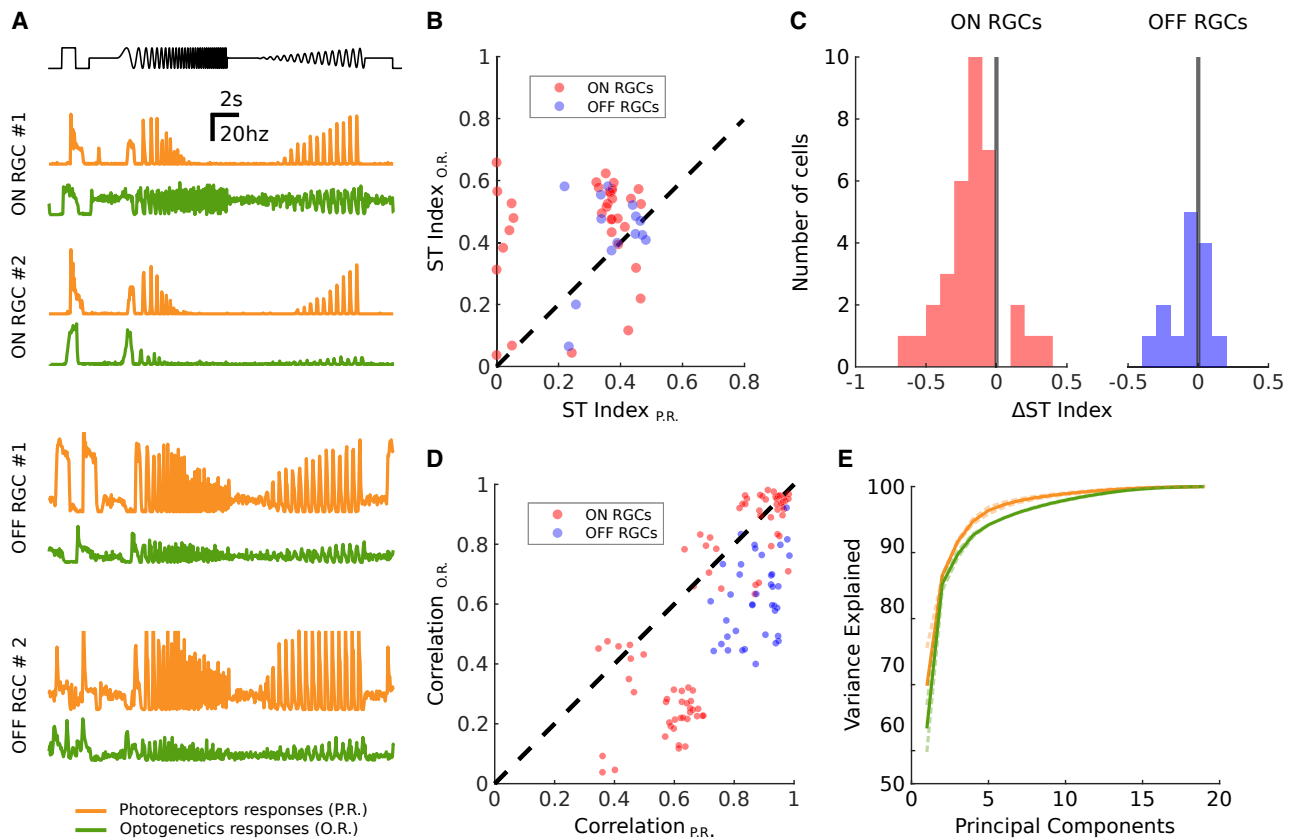 A
2s
20hz
ON RGC #1
ON RGC #2
OFF RGC #1
OFF RGC # 2
Photoreceptors responses (P.R.)
Optogenetics responses (O.R.)
B
1
0.8
0.6
0.4
0.2
0
ST Index O.R.
ON RGCs
OFF RGCs
0 0.2 0.4 0.6 0.8
ST Index P.R.
C
ON RGCs
OFF RGCs
10
8
6
4
2
0
Number of cells
-1 -0.5 0 0.5
-0.5 0 0.5
ΔST Index
D
1
0.8
0.6
0.4
0.2
0
Correlation O.R.
ON RGCs
OFF RGCs
0 0.2 0.4 0.6 0.8 1
Correlation P.R.
E
100
90
80
70
60
50
Variance Explained
0 5 10 15 20
Principal Components